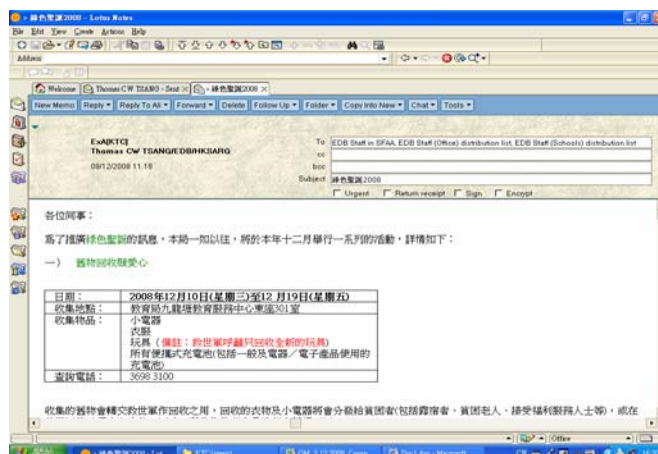 綠色聖誕2008 - Lotus Notes
File Edit View Create Actions Help
Address
Welcome Thomas CW TSANG - Sent 綠色聖誕2008
New Memo Reply Reply To All Forward Delete Follow Up Folder Copy Into New Chat Tools
ExA(KTC)
Thomas CW TSANG/EDB/HKSARG
08/12/2008 11:18
To EDB Staff in SFAA, EDB Staff (Office) distribution list, EDB Staff (Schools) distribution list
cc
bcc
Subject 綠色聖誕2008
Urgent Return receipt Sign Encrypt
各位同事：
為了推廣綠色聖誕的訊息，本局一如以往，將於本年十二月舉行一系列的活動，詳情如下：
一） 舊物回收顯愛心
日期： 2008年12月10日(星期三)至12月19日(星期五)
收集地點： 教育局九龍塘教育服務中心東座301室
收集物品： 小電器
衣服
玩具（備註：救世軍呼籲只回收全新的玩具）
所有便攜式充電池(包括一般及電器／電子產品使用的
充電池)
查詢電話： 3698 3100
收集的舊物會轉交救世軍作回收之用，回收的衣物及小電器將會分發給貧困者(包括露宿者、貧困老人、接受福利服務人士等)，或在
Office